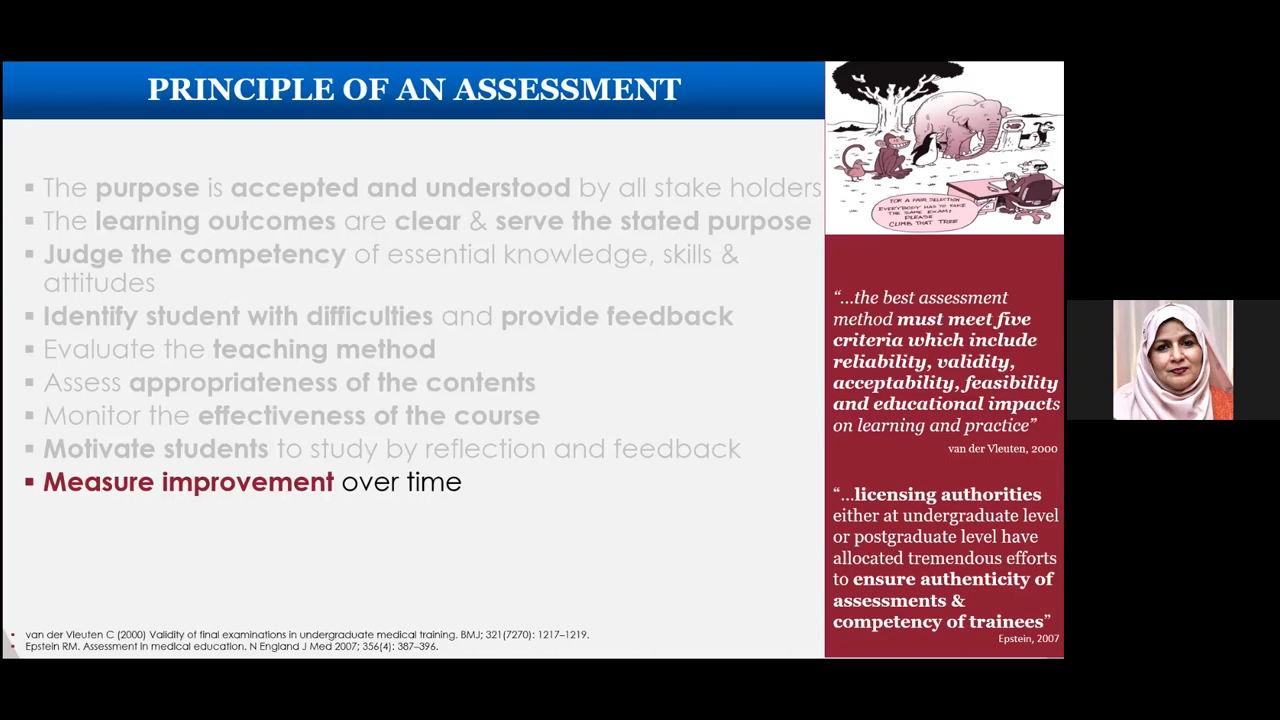 PRINCIPLE OF AN ASSESSMENT
▪ The purpose is accepted and understood by all stake holders
▪ The learning outcomes are clear & serve the stated purpose
▪ Judge the competency of essential knowledge, skills &
attitudes
▪ Identify student with difficulties and provide feedback
▪ Evaluate the teaching method
▪ Assess appropriateness of the contents
▪ Monitor the effectiveness of the course
▪ Motivate students to study by reflection and feedback
▪ Measure improvement over time
▪ van der Vleuten C (2000) Validity of final examinations in undergraduate medical training. BMJ; 321(7270): 1217–1219.
▪ Epstein RM. Assessment in medical education. N England J Med 2007; 356(4): 387–396.
FOR A FAIR SELECTION
EVERYBODY HAS TO TAKE
THE SAME EXAM:
PLEASE
CLIMB THAT TREE
“...the best assessment
method must meet five
criteria which include
reliability, validity,
acceptability, feasibility
and educational impacts
on learning and practice”
van der Vleuten, 2000
“...licensing authorities
either at undergraduate level
or postgraduate level have
allocated tremendous efforts
to ensure authenticity of
assessments &
competency of trainees”
Epstein, 2007